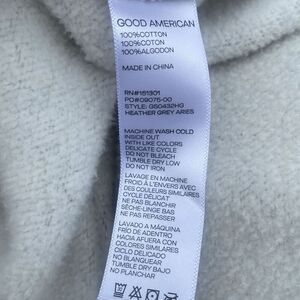 GOOD AMERICAN
100%COTTON
100%COTON
100%ALGODON
MADE IN CHINA
RN#151301
PO#09075-00
STYLE: GS0432HG
HEATHER GREY ARIES
MACHINE WASH COLD
INSIDE OUT
WITH LIKE COLORS
DELICATE CYCLE
DO NOT BLEACH
TUMBLE DRY LOW
DO NOT IRON
LAVAGE EN MACHINE
FROID À L'ENVERS AVEC
DES COULEURS SIMILAIRES
CYCLE DÉLICAT
NE PAS BLANCHIR
SÈCHE-LINGE BAS
NE PAS REPASSER
LAVADO A MÁQUINA
FRÍO DE ADENTRO
HACIA AFUERA CON
COLORES SIMILARES
CICLO DELICADO
NO BLANQUEAR
TUMBLE DRY BAJO
NO PLANCHAR